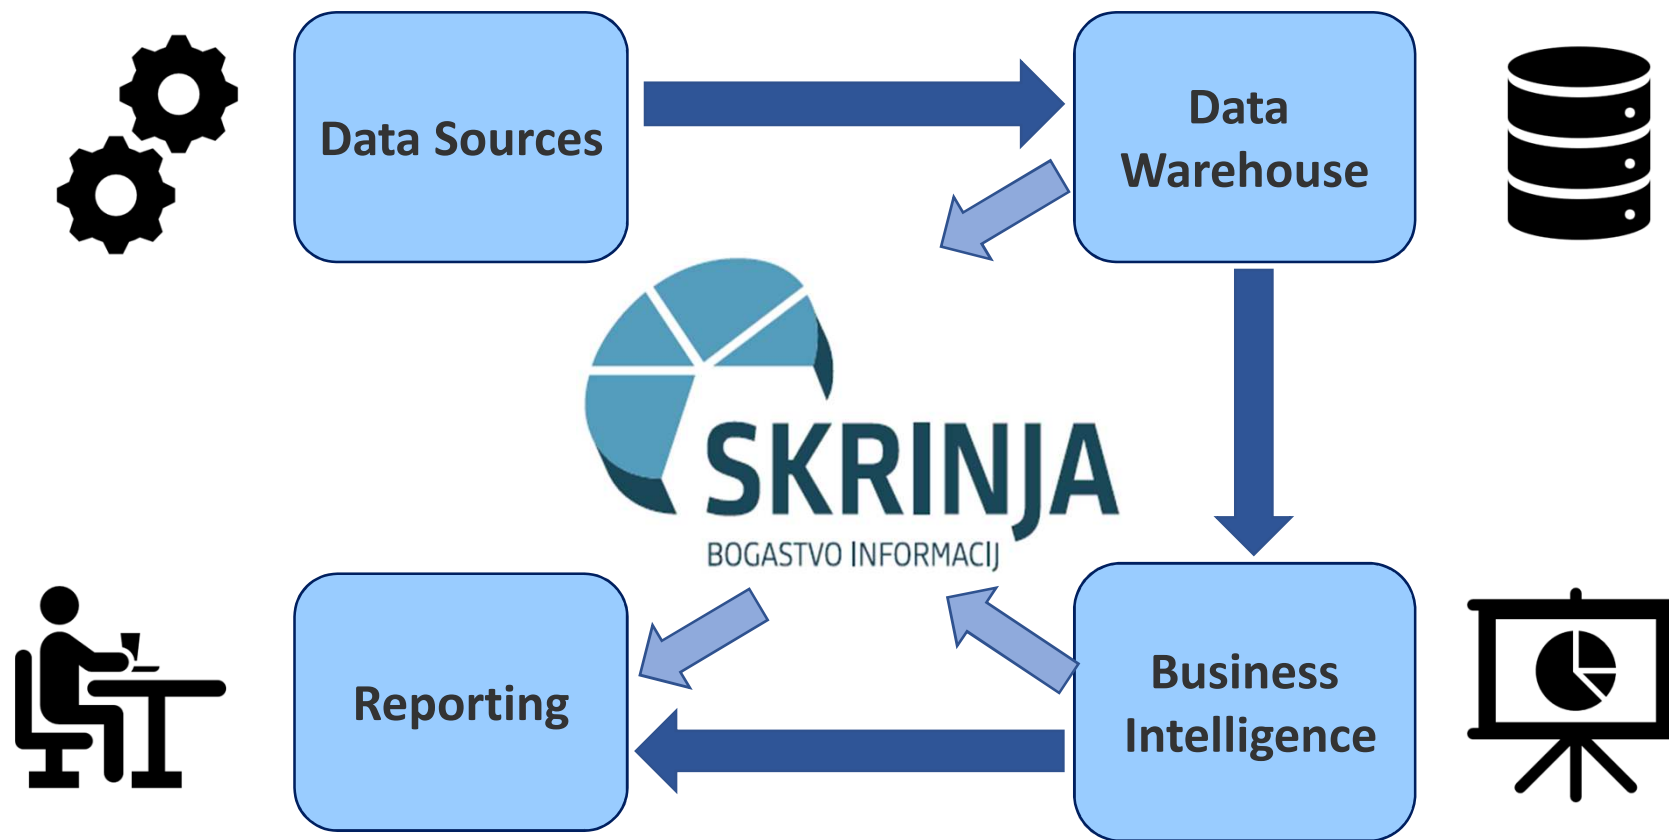 Data Sources
Data
Warehouse
SKRINJA
BOGASTVO INFORMACIJ
Reporting
Business
Intelligence